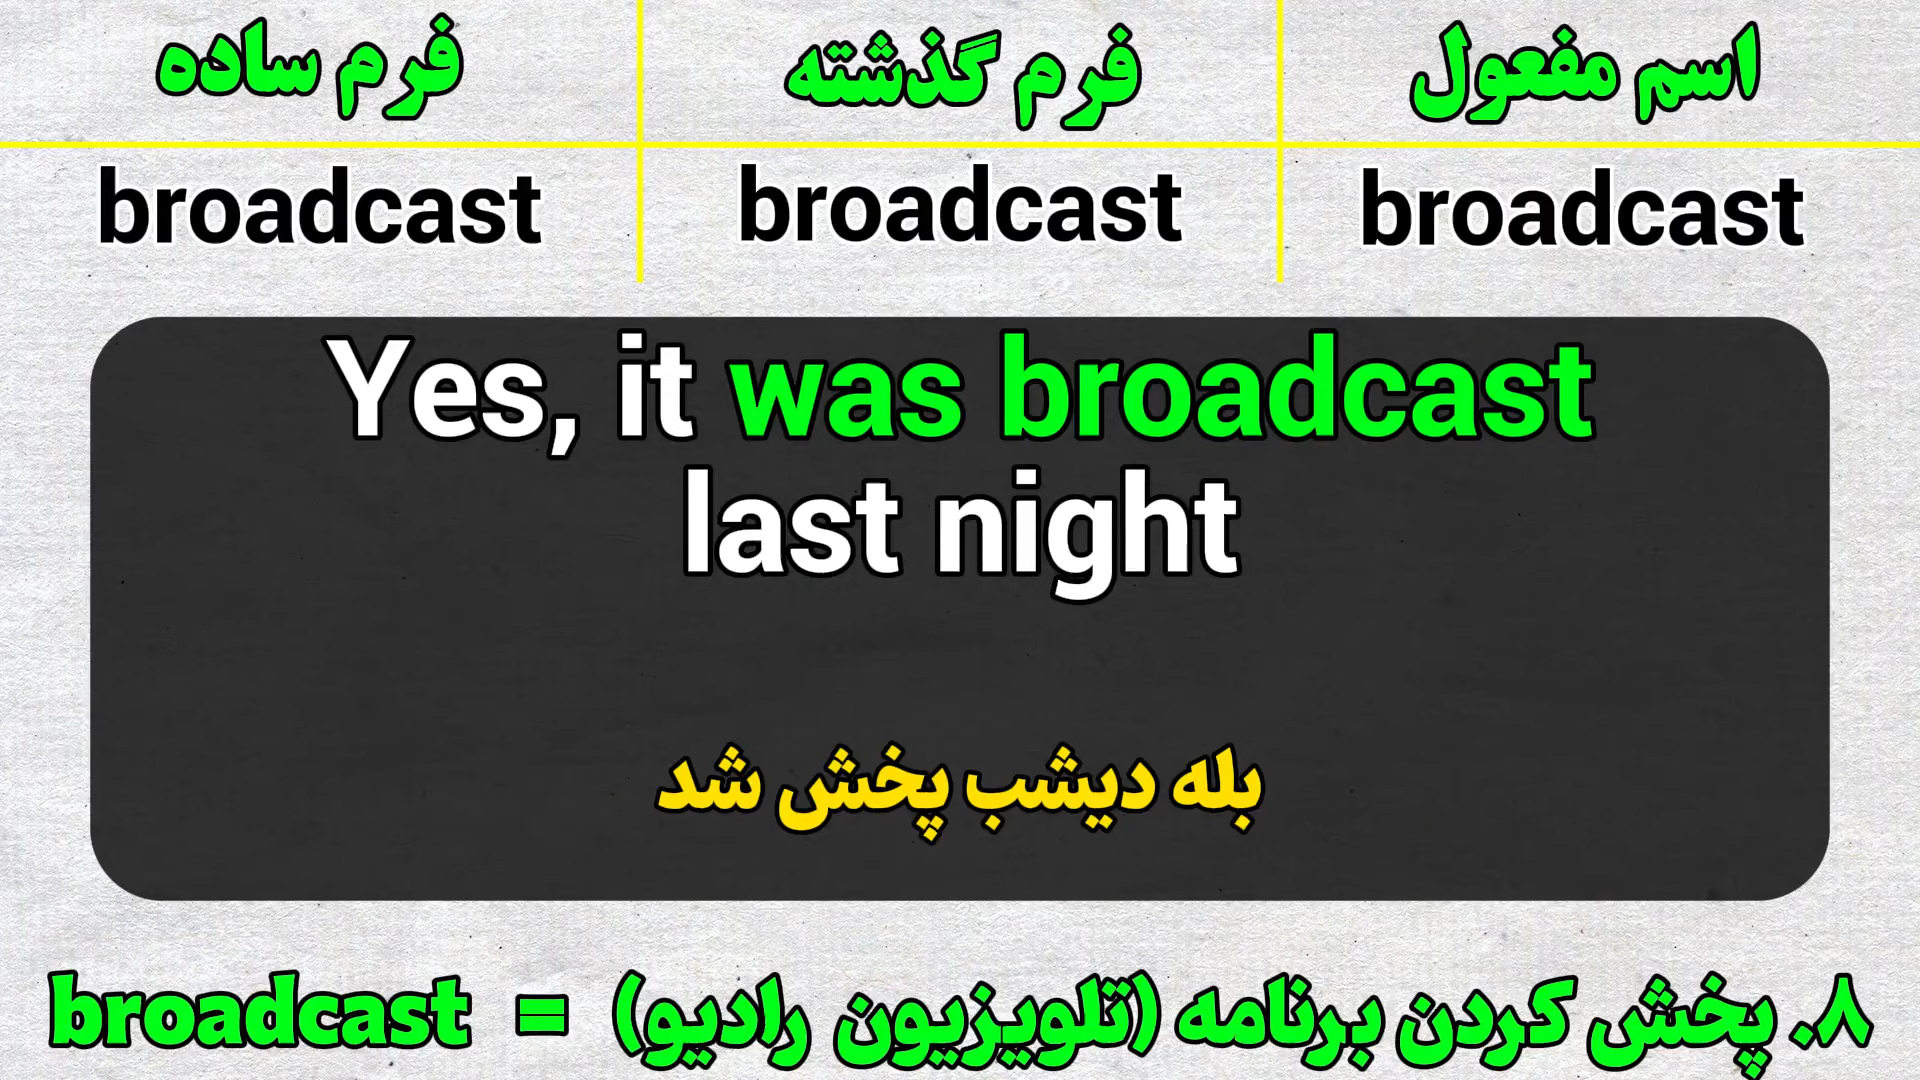 فرم ساده
فرم گذشته
اسم مفعول
broadcast
broadcast
broadcast
Yes, it was broadcast
last night
بله دیشب پخش شد
۸. پخش کردن برنامه (تلویزیون رادیو) = broadcast